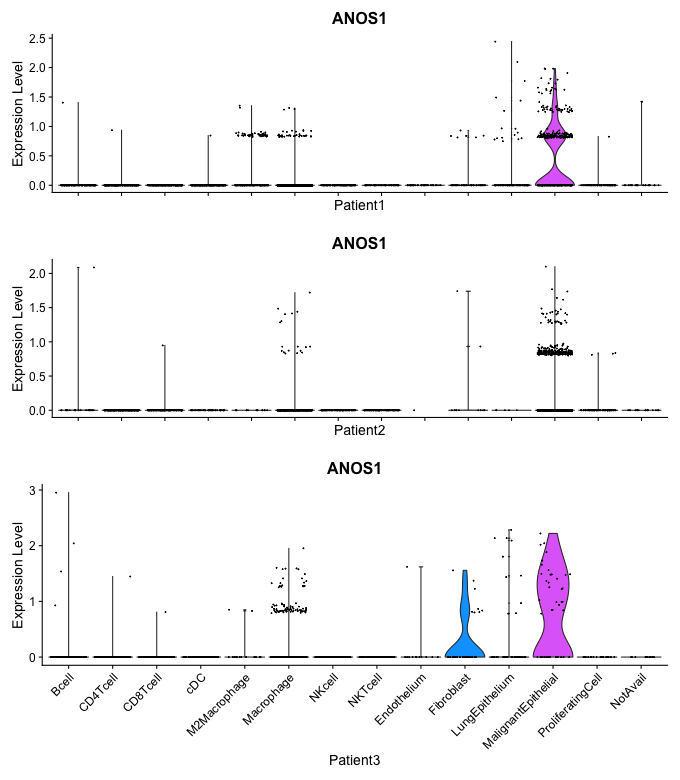 ANOS1
Expression Level
2.5
2.0
1.5
1.0
0.5
0.0
Patient1
ANOS1
Expression Level
2.0
1.5
1.0
0.5
0.0
Patient2
ANOS1
Expression Level
3
2
1
0
Bcell
CD4Tcell
CD8Tcell
cDC
M2Macrophage
Macrophage
NKcell
NKTcell
Endothelium
Fibroblast
LungEpithelium
MalignantEpithelial
ProliferatingCell
NotAvail
Patient3